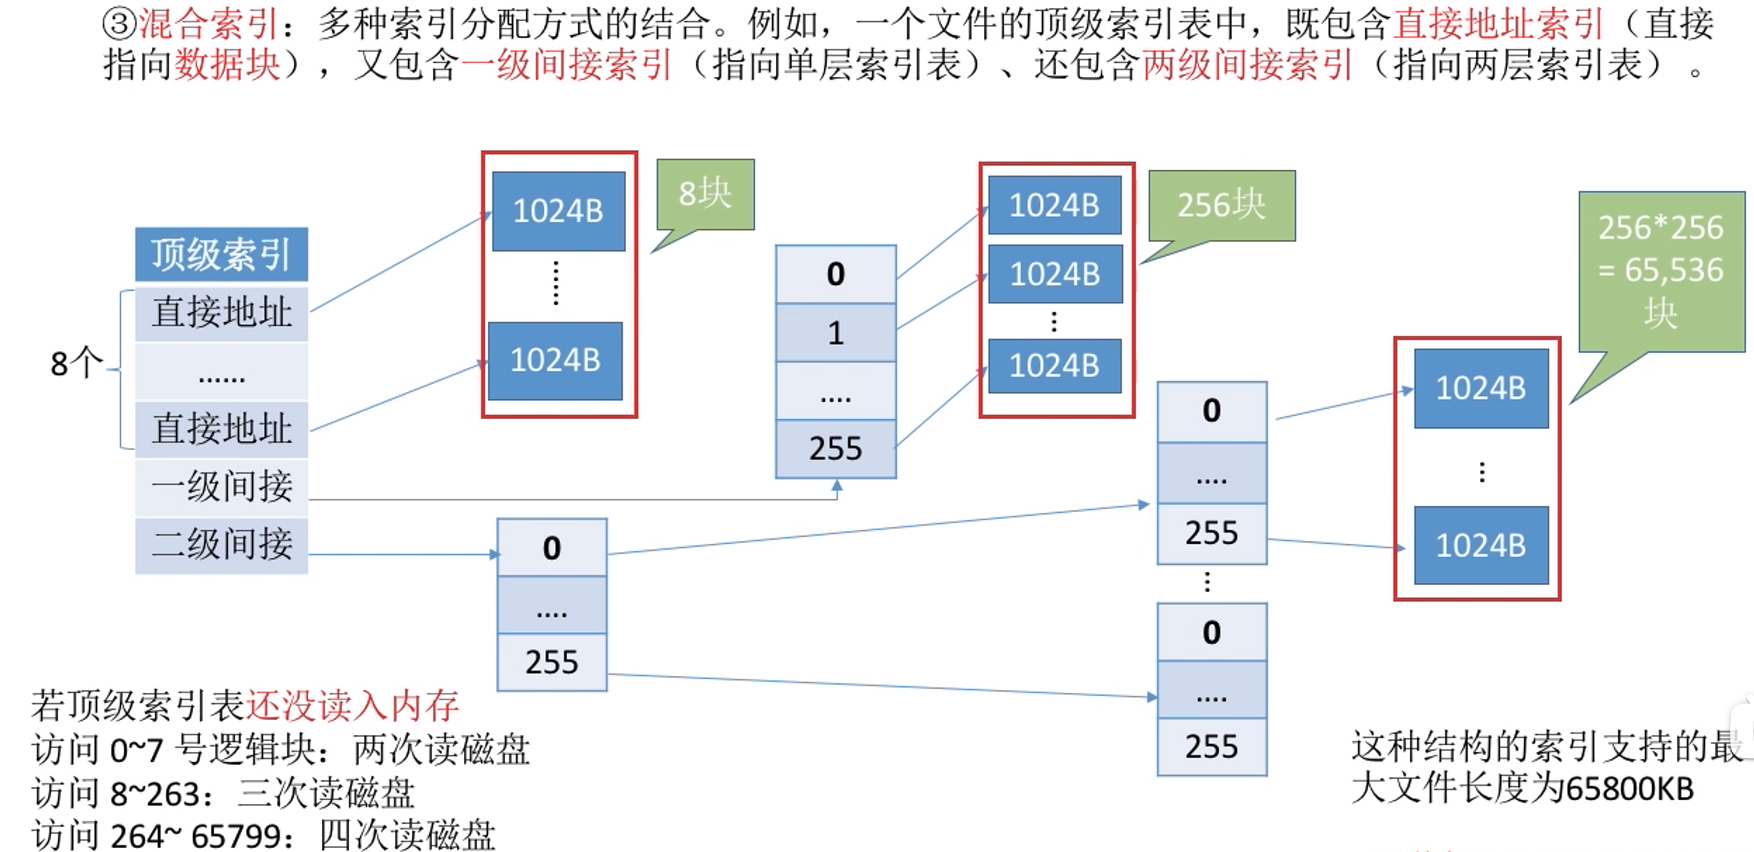 ③混合索引：多种索引分配方式的结合。例如，一个文件的顶级索引表中，既包含直接地址索引（直接
指向数据块），又包含一级间接索引（指向单层索引表）、还包含两级间接索引（指向两层索引表）。
顶级索引
直接地址
......
直接地址
一级间接
二级间接
8个
1024B
1024B
8块
0
1
....
255
1024B
1024B
1024B
256块
0
....
255
0
....
255
0
....
255
1024B
1024B
256*256
= 65,536
块
若顶级索引表还没读入内存
访问 0~7 号逻辑块：两次读磁盘
访问 8~263：三次读磁盘
访问 264~ 65799：四次读磁盘
这种结构的索引支持的最
大文件长度为65800KB